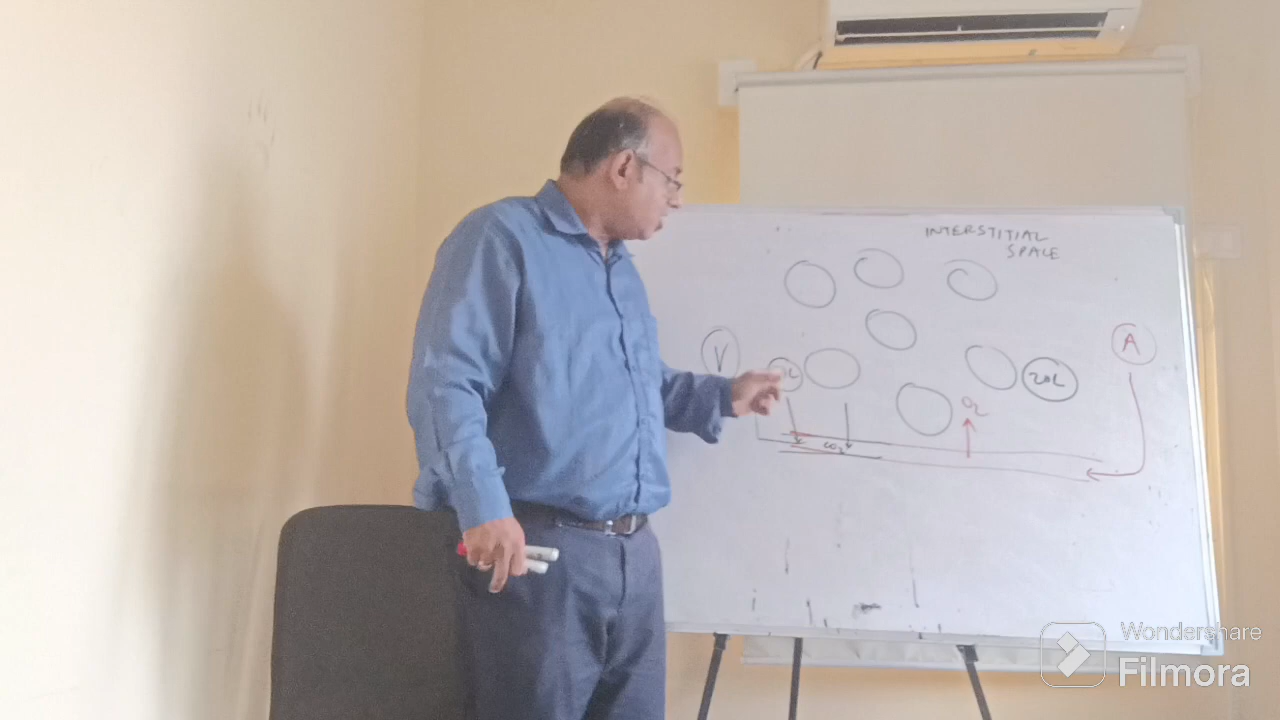 INTERSTITIAL
SPACE
A
V
20L
O2
CO2
Wondershare
Filmora